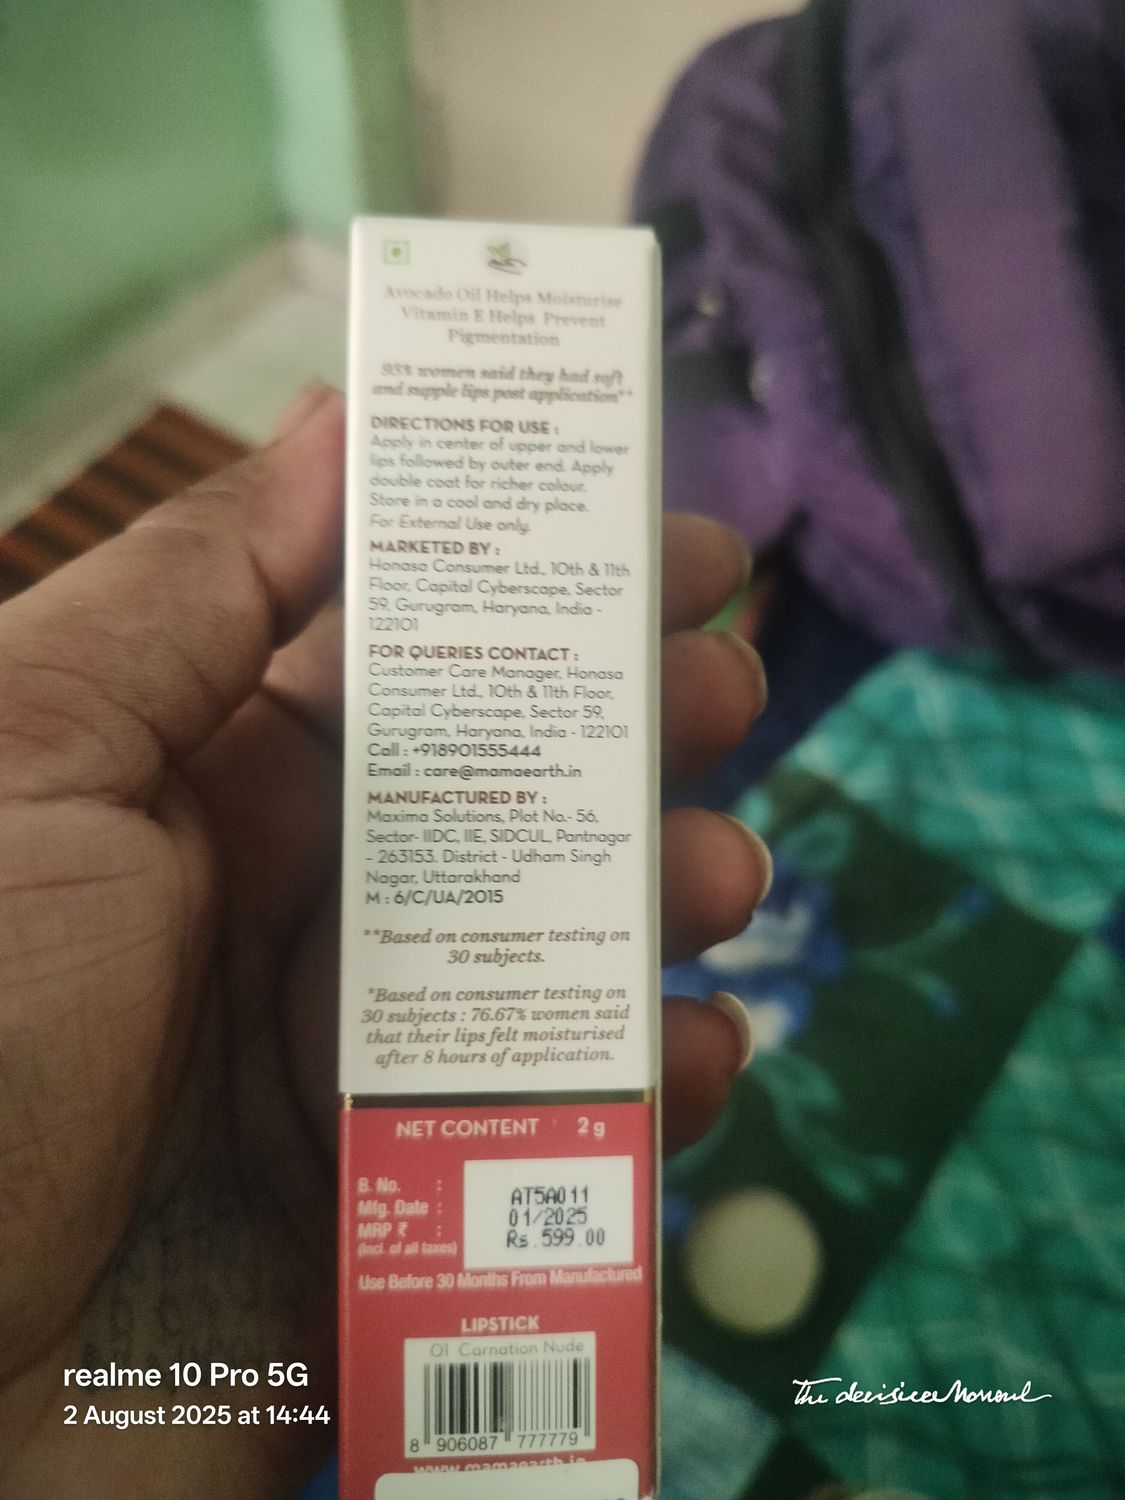 Avocado Oil Helps Moisturise
Vitamin E Helps Prevent
Pigmentation
93% women said they had soft
and supple lips post application**
DIRECTIONS FOR USE :
Apply in center of upper and lower
lips followed by outer end. Apply
double coat for richer colour.
Store in a cool and dry place.
For External Use only.
MARKETED BY :
Honasa Consumer Ltd., 10th & 11th
Floor, Capital Cyberscape, Sector
59, Gurugram, Haryana, India -
122101
FOR QUERIES CONTACT :
Customer Care Manager, Honasa
Consumer Ltd., 10th & 11th Floor,
Capital Cyberscape, Sector 59,
Gurugram, Haryana, India - 122101
Call : +918901555444
Email : care@mamaearth.in
MANUFACTURED BY :
Maxima Solutions, Plot No.- 56,
Sector- IIDC, IIE, SIDCUL, Pantnagar
- 263153. District - Udham Singh
Nagar, Uttarakhand
M : 6/C/UA/2015
**Based on consumer testing on
30 subjects.
*Based on consumer testing on
30 subjects : 76.67% women said
that their lips felt moisturised
after 8 hours of application.
NET CONTENT 2 g
B. No. : AT5A011
Mfg. Date : 01/2025
MRP ₹ : Rs.599.00
(Incl. of all taxes)
Use Before 30 Months From Manufactured
LIPSTICK
01 Carnation Nude
8 906087 777779
www.mamaearth.in
realme 10 Pro 5G
2 August 2025 at 14:44